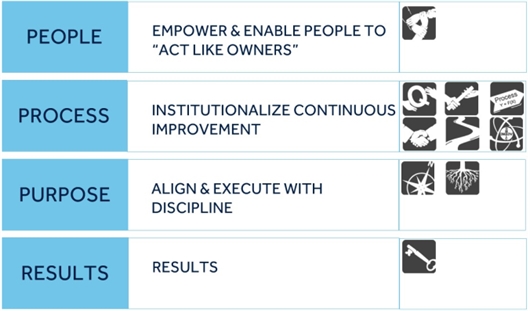 PEOPLE
EMPOWER & ENABLE PEOPLE TO
“ACT LIKE OWNERS”
PROCESS
INSTITUTIONALIZE CONTINUOUS
IMPROVEMENT
Q
Process
PURPOSE
ALIGN & EXECUTE WITH
DISCIPLINE
RESULTS
RESULTS